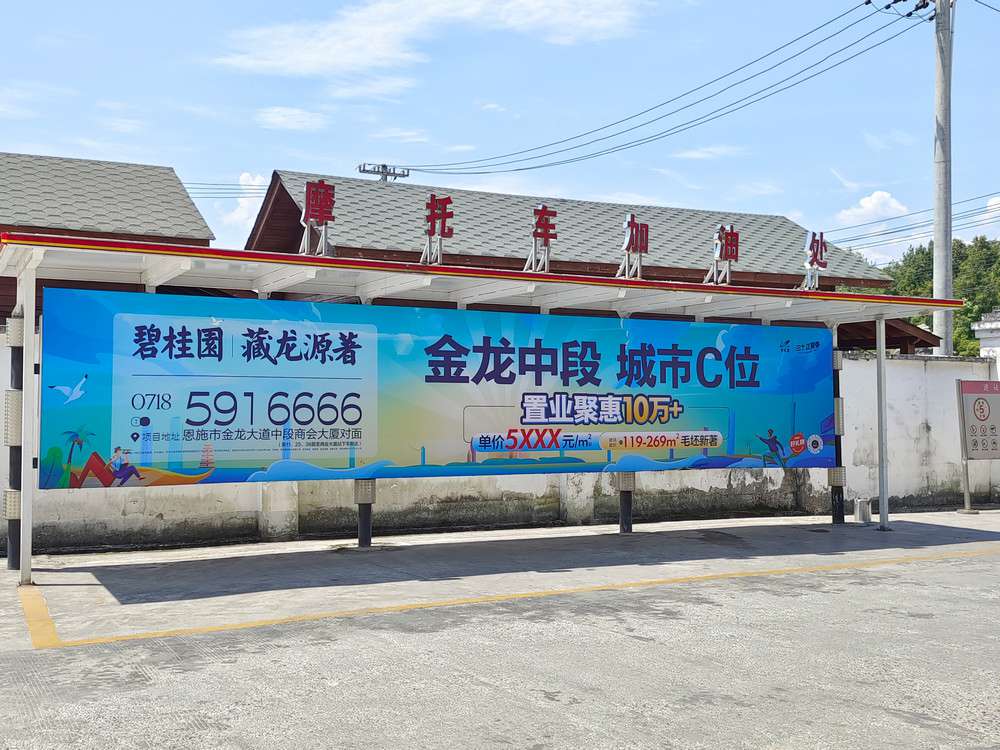 摩托车加油处
碧桂园 | 藏龙源著
0718 5916666
项目地址 恩施市金龙大道中段商会大厦对面
金龙中段 城市C位
置业聚惠10万+
单价5XXX元/m²
119-269m²毛坯新著